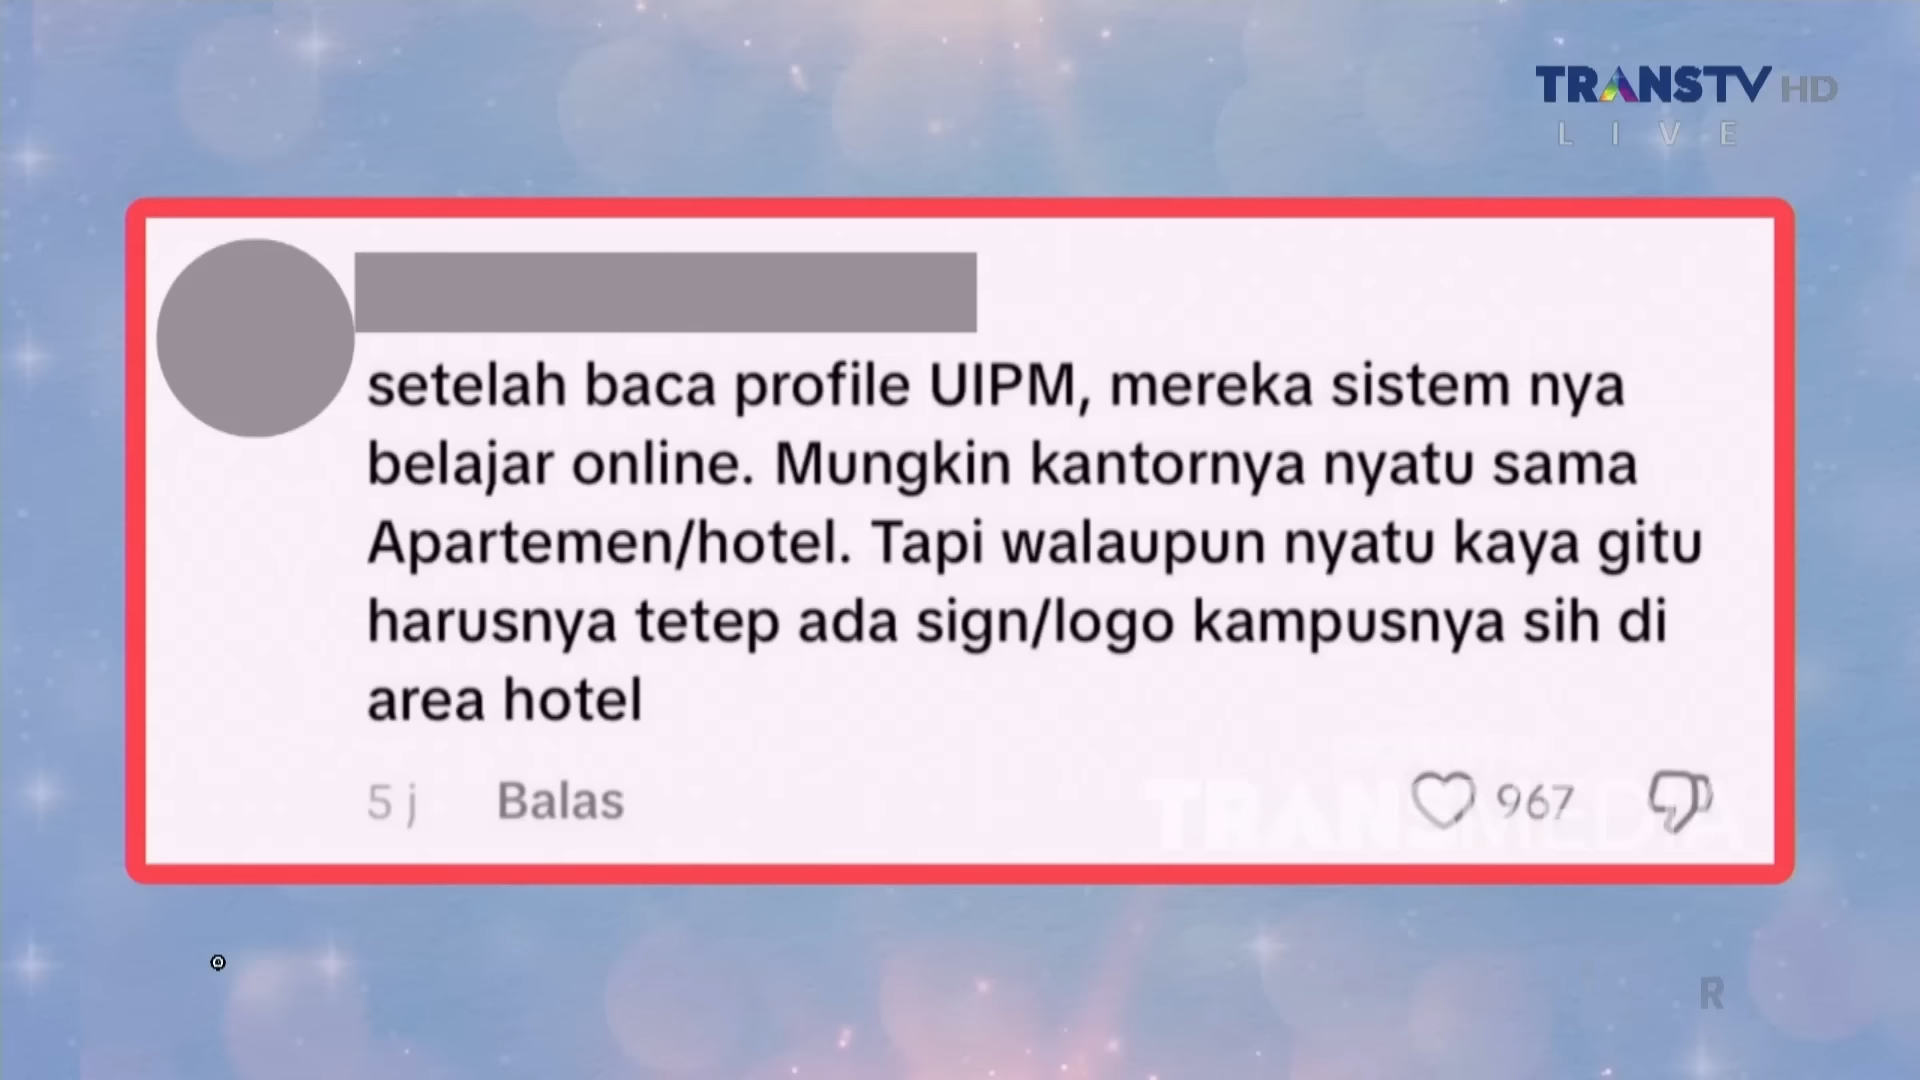 TRANSTV HD
LIVE
setelah baca profile UIPM, mereka sistem nya
belajar online. Mungkin kantornya nyatu sama
Apartemen/hotel. Tapi walaupun nyatu kaya gitu
harusnya tetep ada sign/logo kampusnya sih di
area hotel
5 j Balas 967
TRANSMEDIA
R